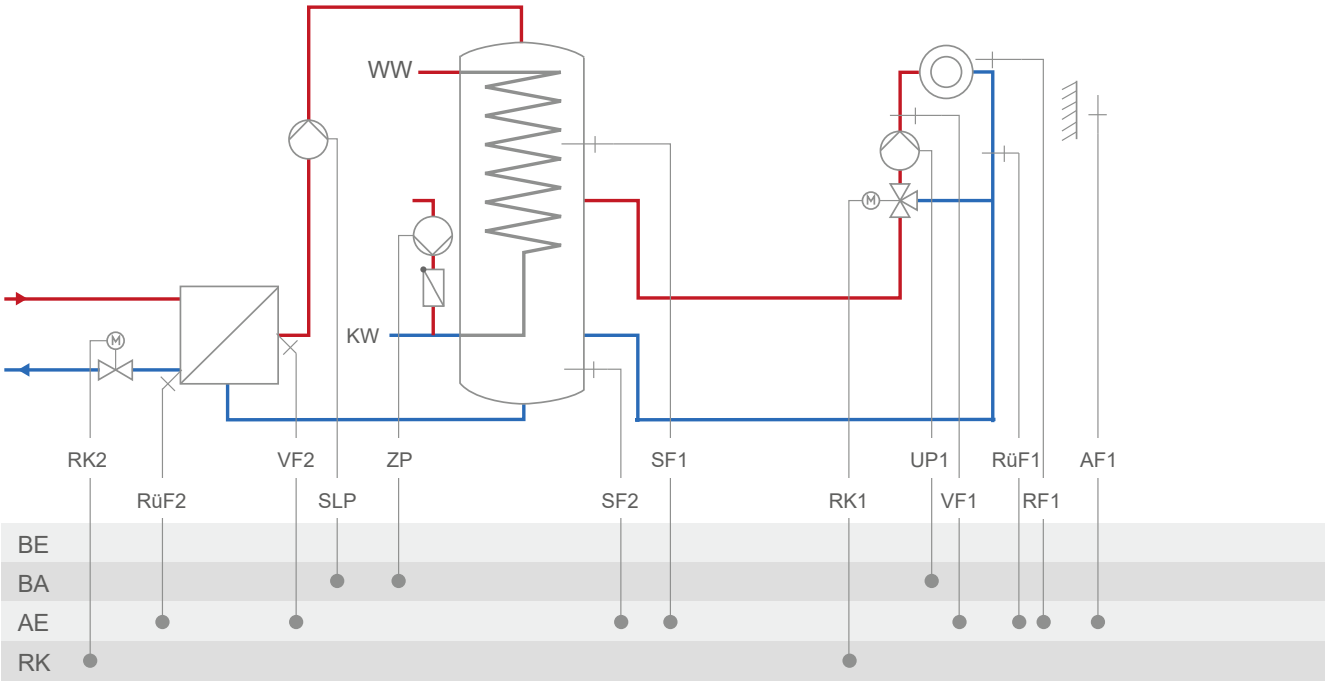 WW
M
KW
M
RK2 VF2 ZP SF1 UP1 RüF1 AF1
RüF2 SLP SF2 RK1 VF1 RF1
BE
BA
AE
RK